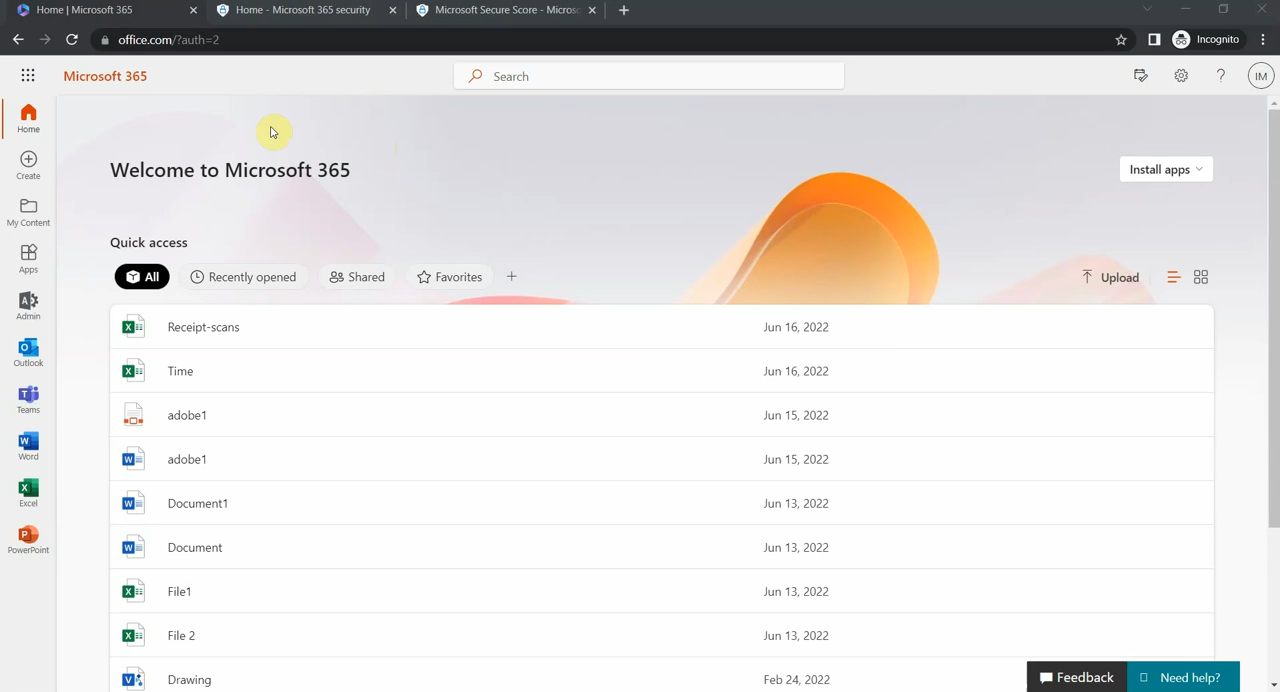 Home | Microsoft 365
Home - Microsoft 365 security
Microsoft Secure Score - Micros
office.com/?auth=2
Incognito
Microsoft 365
Search
IM
Home
Create
My Content
Apps
Admin
Outlook
Teams
Word
Excel
PowerPoint
Welcome to Microsoft 365
Install apps
Quick access
All
Recently opened
Shared
Favorites
Upload
Receipt-scans Jun 16, 2022
Time Jun 16, 2022
adobe1 Jun 15, 2022
adobe1 Jun 15, 2022
Document1 Jun 13, 2022
Document Jun 13, 2022
File1 Jun 13, 2022
File 2 Jun 13, 2022
Drawing Feb 24, 2022
Feedback
Need help?